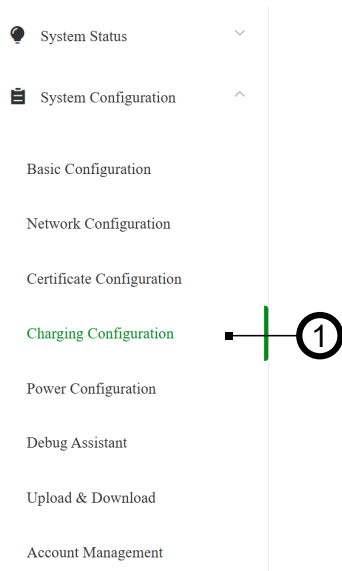 System Status
System Configuration
Basic Configuration
Network Configuration
Certificate Configuration
Charging Configuration
1
Power Configuration
Debug Assistant
Upload & Download
Account Management